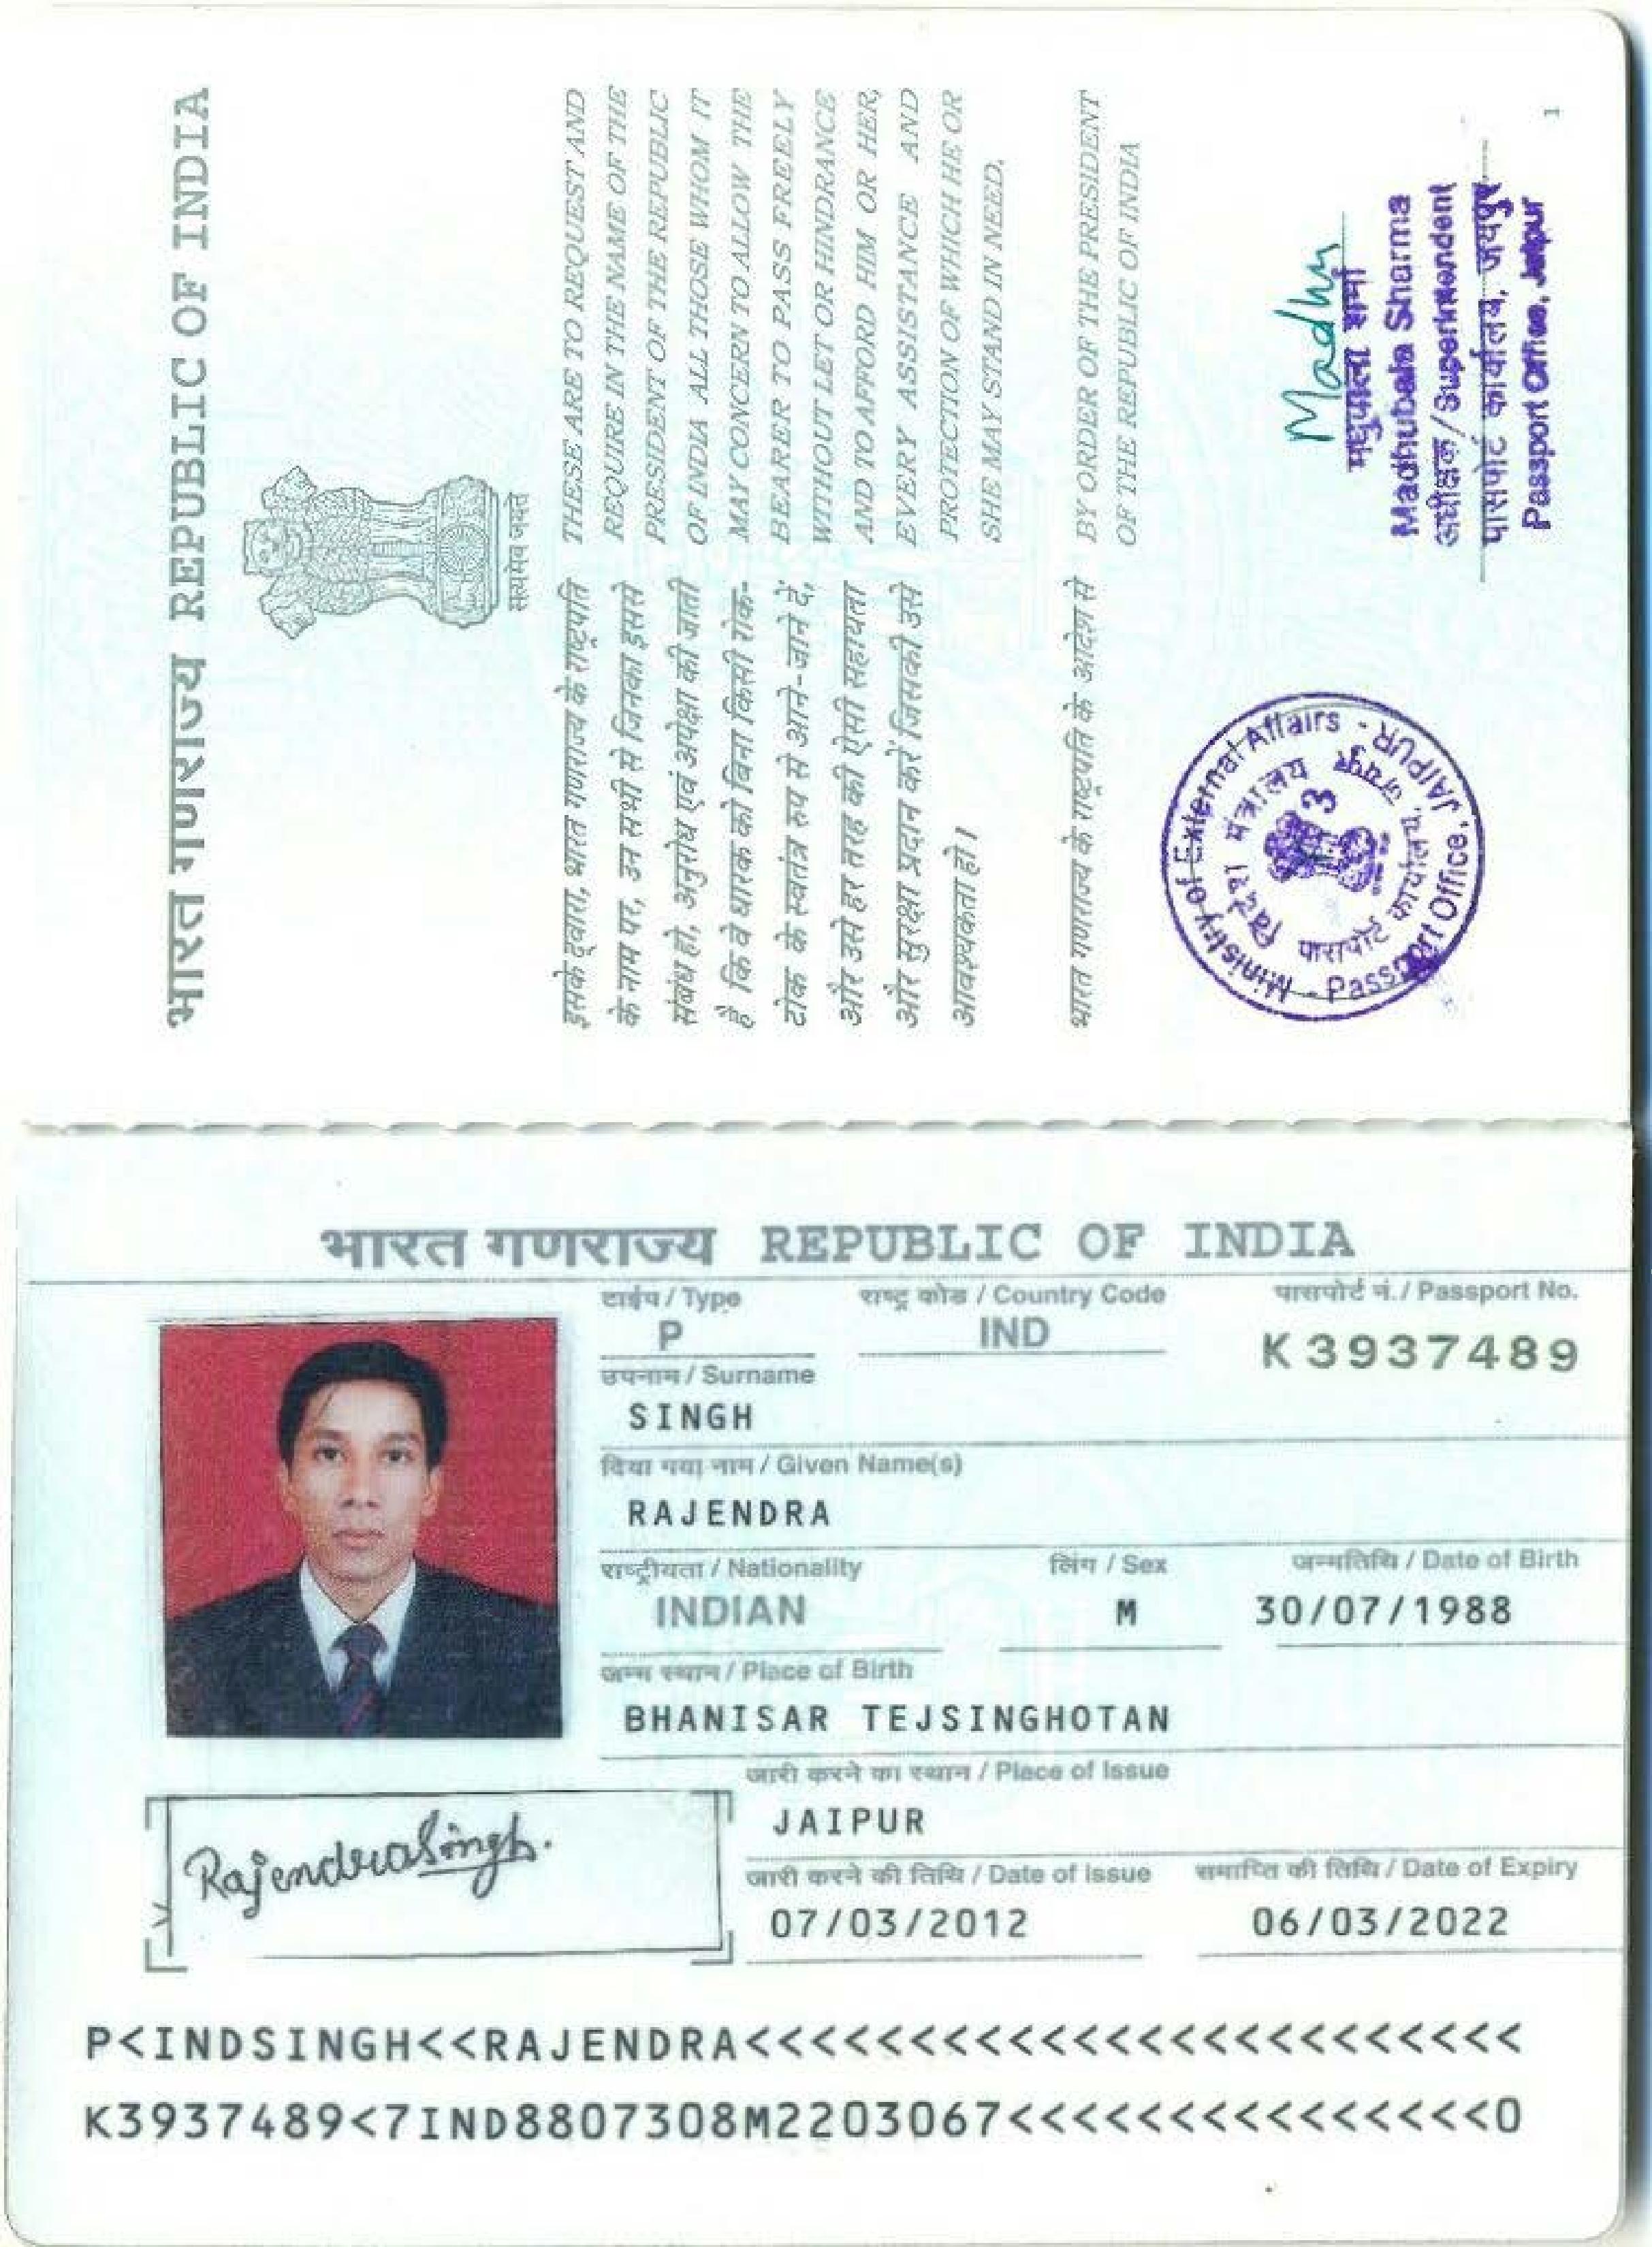 भारत गणराज्य REPUBLIC OF INDIA
सत्यमेव जयते
इसके द्वारा, भारत गणराज्य के राष्ट्रपति
के नाम पर, उन सभी से जिनका इससे
संबंध हो, अनुरोध एवं अपेक्षा की जाती
है कि वे धारक को बिना किसी रोक-
टोक के स्वतंत्र रूप से आने-जाने दें,
और उसे हर तरह की ऐसी सहायता
और सुरक्षा प्रदान करें जिसकी उसे
आवश्यकता हो।
THESE ARE TO REQUEST AND
REQUIRE IN THE NAME OF THE
PRESIDENT OF THE REPUBLIC
OF INDIA ALL THOSE WHOM IT
MAY CONCERN TO ALLOW THE
BEARER TO PASS FREELY
WITHOUT LET OR HINDRANCE
AND TO AFFORD HIM OR HER,
EVERY ASSISTANCE AND
PROTECTION OF WHICH HE OR
SHE MAY STAND IN NEED.
भारत गणराज्य के राष्ट्रपति के आदेश से
BY ORDER OF THE PRESIDENT
OF THE REPUBLIC OF INDIA
Ministry of External Affairs
विदेश मंत्रालय
3
पासपोर्ट कार्यालय, जयपुर
Passport Office, JAIPUR
Madhu
मधुबाला शर्मा
Madhubala Sharma
अधीक्षक/Superintendent
पासपोर्ट कार्यालय, जयपुर
Passport Office, Jaipur
1
भारत गणराज्य REPUBLIC OF INDIA
टाईप / Type राष्ट्र कोड / Country Code पासपोर्ट नं. / Passport No.
P IND K3937489
उपनाम / Surname
SINGH
दिया गया नाम / Given Name(s)
RAJENDRA
राष्ट्रीयता / Nationality लिंग / Sex जन्मतिथि / Date of Birth
INDIAN M 30/07/1988
जन्म स्थान / Place of Birth
BHANISAR TEJSINGHOTAN
जारी करने का स्थान / Place of Issue
JAIPUR
जारी करने की तिथि / Date of Issue समाप्ति की तिथि / Date of Expiry
07/03/2012 06/03/2022
Rajendra Singh.
P<INDSINGH<<RAJENDRA<<<<<<<<<<<<<<<<<<<<<<<<
K3937489<7IND8807308M2203067<<<<<<<<<<<<<<<0